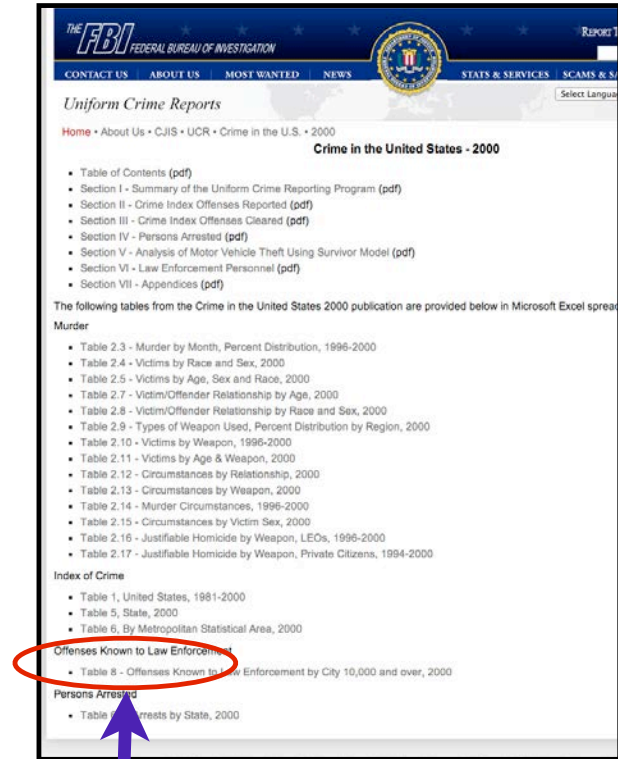 THE FBI FEDERAL BUREAU OF INVESTIGATION
REPORT T
CONTACT US ABOUT US MOST WANTED NEWS STATS & SERVICES SCAMS & S
Select Langua
Uniform Crime Reports
Home • About Us • CJIS • UCR • Crime in the U.S. • 2000
Crime in the United States - 2000
• Table of Contents (pdf)
• Section I - Summary of the Uniform Crime Reporting Program (pdf)
• Section II - Crime Index Offenses Reported (pdf)
• Section III - Crime Index Offenses Cleared (pdf)
• Section IV - Persons Arrested (pdf)
• Section V - Analysis of Motor Vehicle Theft Using Survivor Model (pdf)
• Section VI - Law Enforcement Personnel (pdf)
• Section VII - Appendices (pdf)
The following tables from the Crime in the United States 2000 publication are provided below in Microsoft Excel sprea
Murder
• Table 2.3 - Murder by Month, Percent Distribution, 1996-2000
• Table 2.4 - Victims by Race and Sex, 2000
• Table 2.5 - Victims by Age, Sex and Race, 2000
• Table 2.7 - Victim/Offender Relationship by Age, 2000
• Table 2.8 - Victim/Offender Relationship by Race and Sex, 2000
• Table 2.9 - Types of Weapon Used, Percent Distribution by Region, 2000
• Table 2.10 - Victims by Weapon, 1996-2000
• Table 2.11 - Victims by Age & Weapon, 2000
• Table 2.12 - Circumstances by Relationship, 2000
• Table 2.13 - Circumstances by Weapon, 2000
• Table 2.14 - Murder Circumstances, 1996-2000
• Table 2.15 - Circumstances by Victim Sex, 2000
• Table 2.16 - Justifiable Homicide by Weapon, LEOs, 1996-2000
• Table 2.17 - Justifiable Homicide by Weapon, Private Citizens, 1994-2000
Index of Crime
• Table 1, United States, 1981-2000
• Table 5, State, 2000
• Table 6, By Metropolitan Statistical Area, 2000
Offenses Known to Law Enforcement
• Table 8 - Offenses Known to Law Enforcement by City 10,000 and over, 2000
Persons Arrested
• Table Arrests by State, 2000